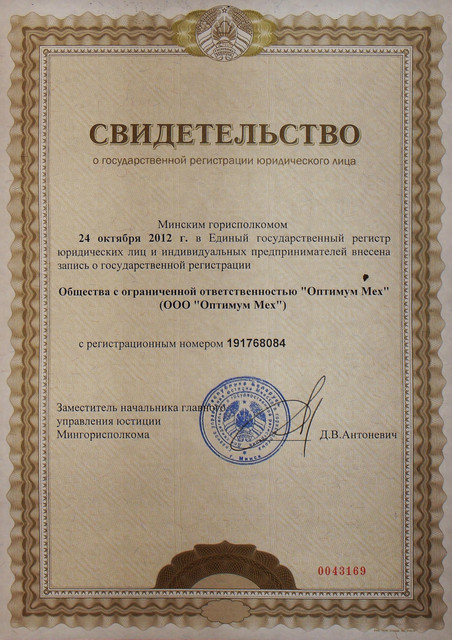 СВИДЕТЕЛЬСТВО
о государственной регистрации юридического лица
Минским горисполкомом
24 октября 2012 г. в Единый государственный регистр
юридических лиц и индивидуальных предпринимателей внесена
запись о государственной регистрации
Общества с ограниченной ответственностью "Оптимум Мех"
(ООО "Оптимум Мех")
с регистрационным номером 191768084
Заместитель начальника главного
управления юстиции
Мингорисполкома
Д.В.Антоневич
г. Минск
0043169